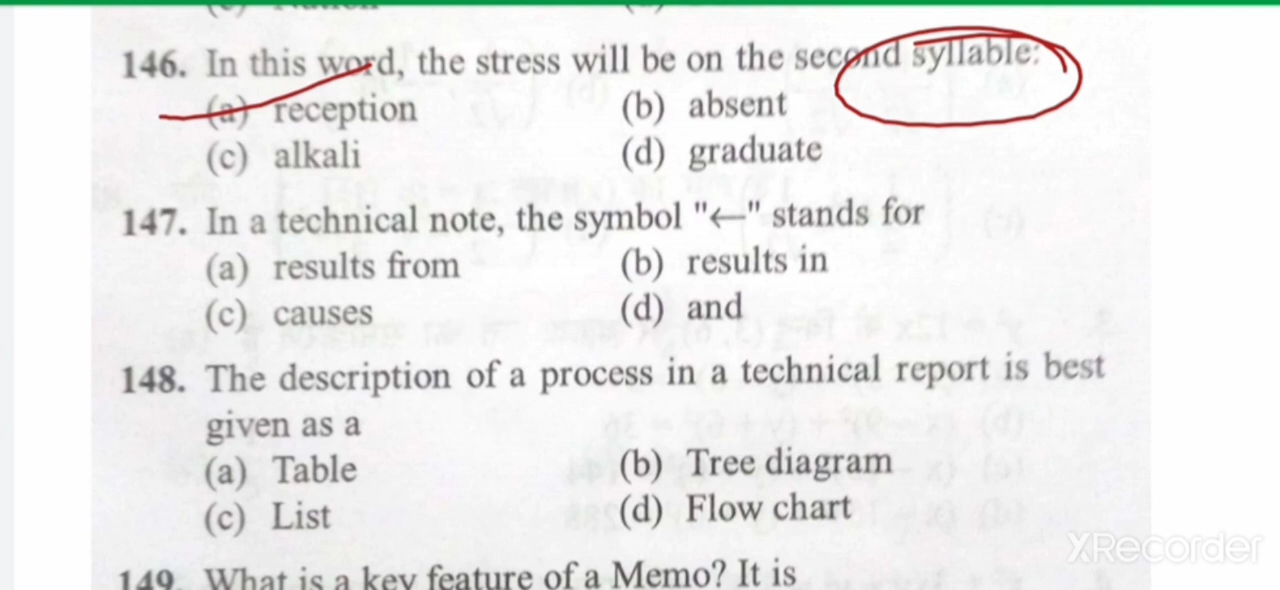 146. In this word, the stress will be on the second syllable:
(a) reception (b) absent
(c) alkali (d) graduate
147. In a technical note, the symbol "←" stands for
(a) results from (b) results in
(c) causes (d) and
148. The description of a process in a technical report is best
given as a
(a) Table (b) Tree diagram
(c) List (d) Flow chart
149. What is a key feature of a Memo? It is
XRecorder